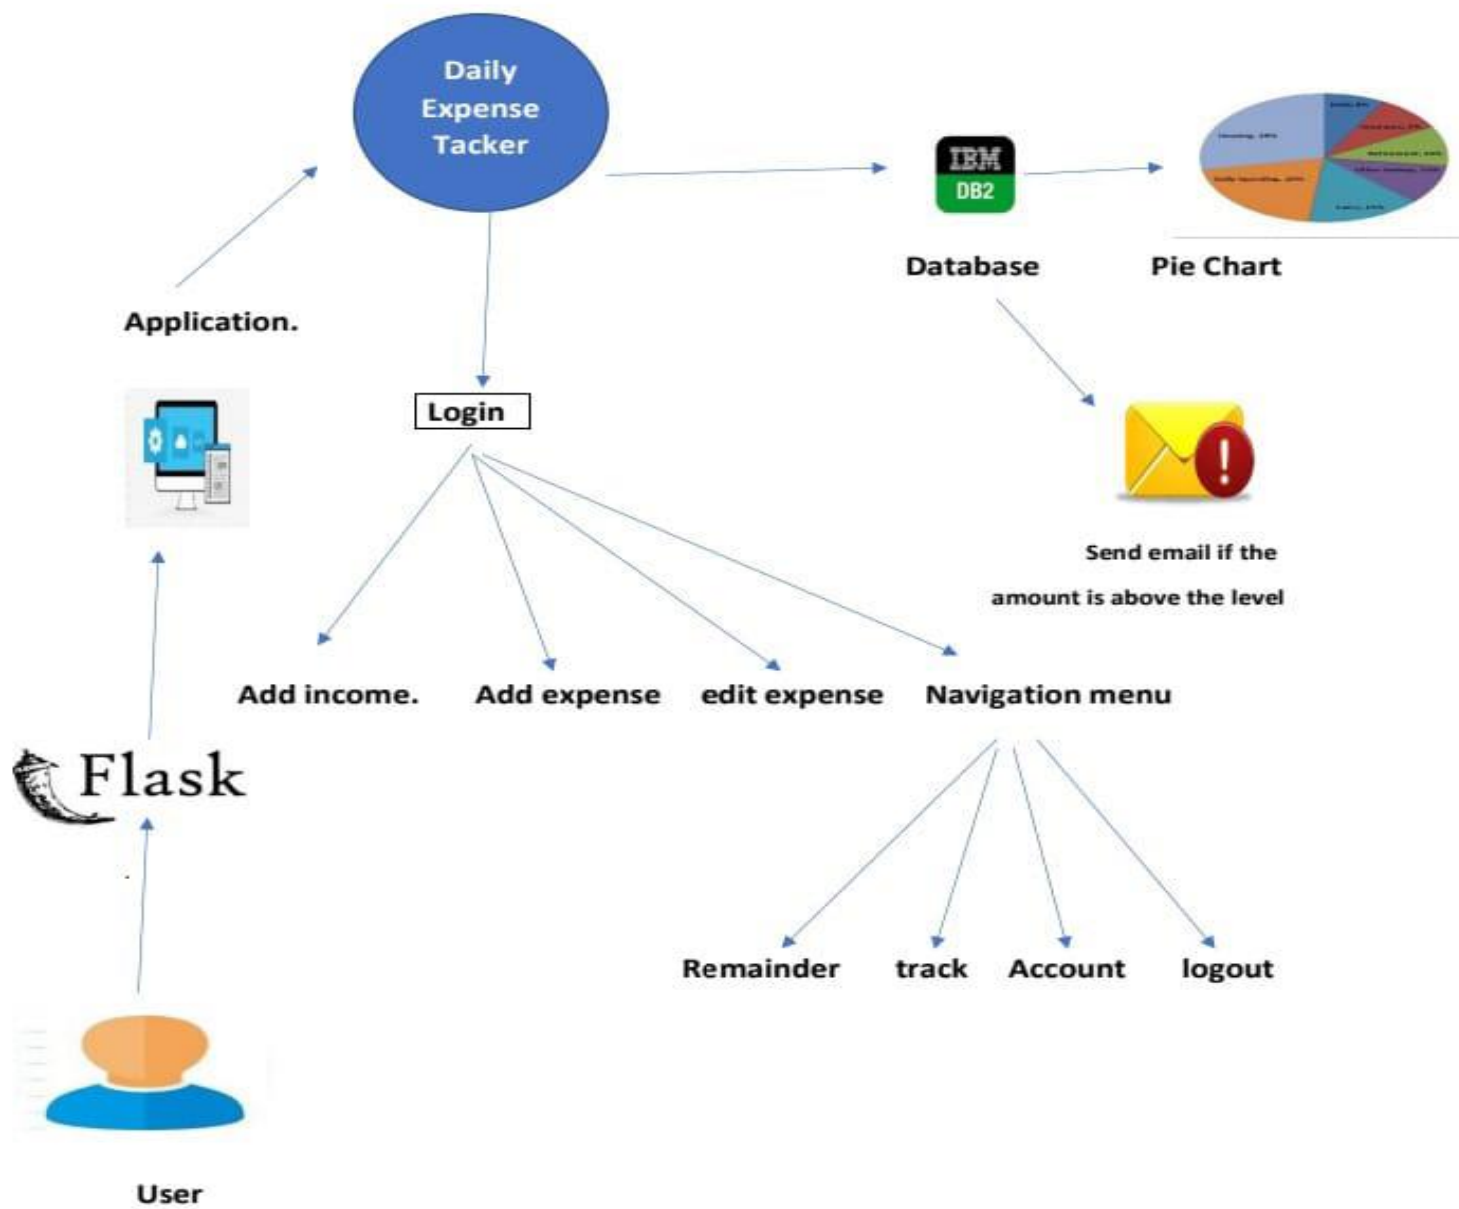 Daily
Expense
Tacker
IBM
DB2
Database
Pie Chart
Application.
Login
Send email if the
amount is above the level
Add income.
Add expense
edit expense
Navigation menu
Flask
Remainder
track
Account
logout
User